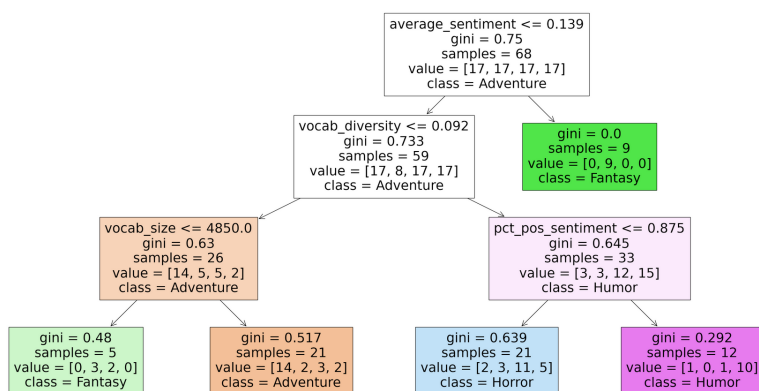 average_sentiment <= 0.139
gini = 0.75
samples = 68
value = [17, 17, 17, 17]
class = Adventure
vocab_diversity <= 0.092
gini = 0.733
samples = 59
value = [17, 8, 17, 17]
class = Adventure
gini = 0.0
samples = 9
value = [0, 9, 0, 0]
class = Fantasy
vocab_size <= 4850.0
gini = 0.63
samples = 26
value = [14, 5, 5, 2]
class = Adventure
pct_pos_sentiment <= 0.875
gini = 0.645
samples = 33
value = [3, 3, 12, 15]
class = Humor
gini = 0.48
samples = 5
value = [0, 3, 2, 0]
class = Fantasy
gini = 0.517
samples = 21
value = [14, 2, 3, 2]
class = Adventure
gini = 0.639
samples = 21
value = [2, 3, 11, 5]
class = Horror
gini = 0.292
samples = 12
value = [1, 0, 1, 10]
class = Humor